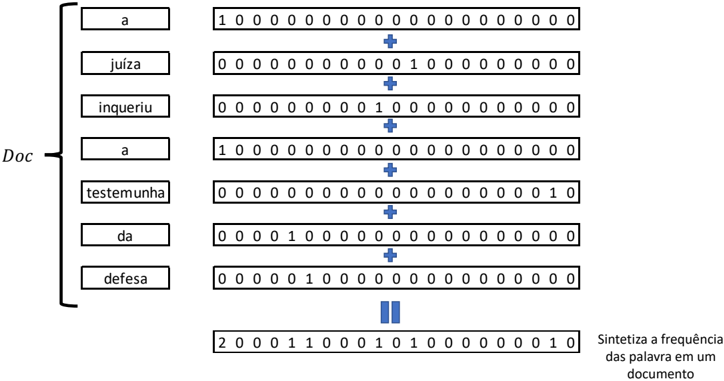 a 1 0 0 0 0 0 0 0 0 0 0 0 0 0 0 0 0 0 0 0 0
+
juíza 0 0 0 0 0 0 0 0 0 0 0 1 0 0 0 0 0 0 0 0 0
+
inqueriu 0 0 0 0 0 0 0 0 0 1 0 0 0 0 0 0 0 0 0 0 0
+
Doc a 1 0 0 0 0 0 0 0 0 0 0 0 0 0 0 0 0 0 0 0 0
+
testemunha 0 0 0 0 0 0 0 0 0 0 0 0 0 0 0 0 0 0 0 1 0
+
da 0 0 0 0 1 0 0 0 0 0 0 0 0 0 0 0 0 0 0 0 0
+
defesa 0 0 0 0 0 1 0 0 0 0 0 0 0 0 0 0 0 0 0 0 0
2 0 0 0 1 1 0 0 0 1 0 1 0 0 0 0 0 0 0 1 0
Sintetiza a frequência
das palavra em um
documento